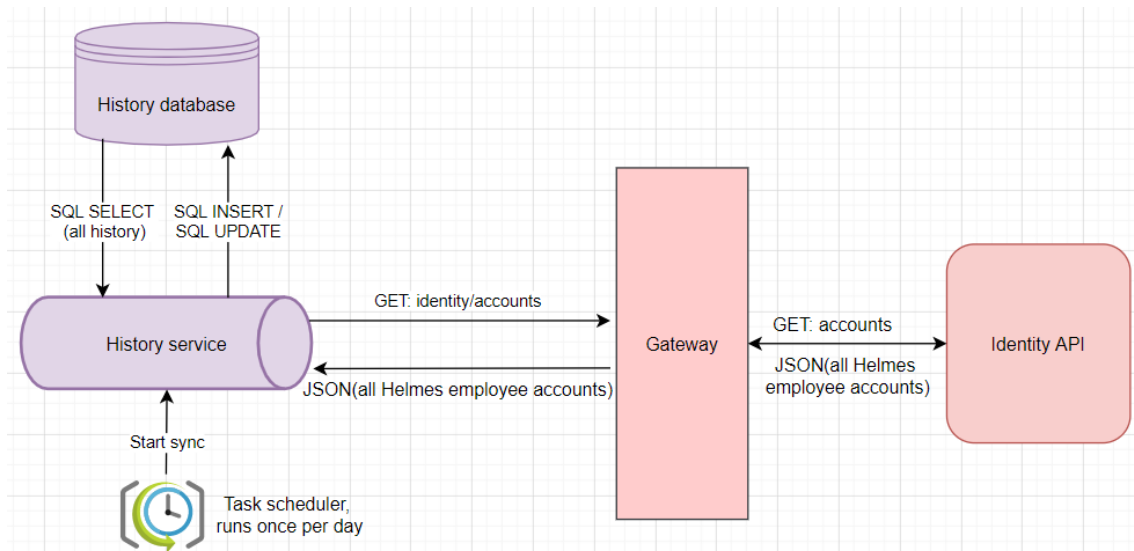 History database
SQL SELECT
(all history)
SQL INSERT /
SQL UPDATE
GET: identity/accounts
History service
JSON(all Helmes employee accounts)
Gateway
GET: accounts
JSON(all Helmes
employee accounts)
Identity API
Start sync
Task scheduler,
runs once per day